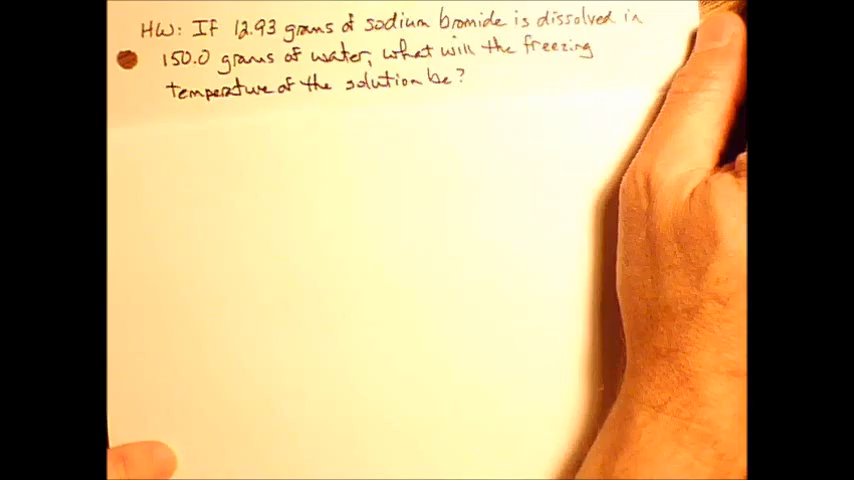 HW: If 12.93 grams of sodium bromide is dissolved in
150.0 grams of water, what will the freezing
temperature of the solution be?